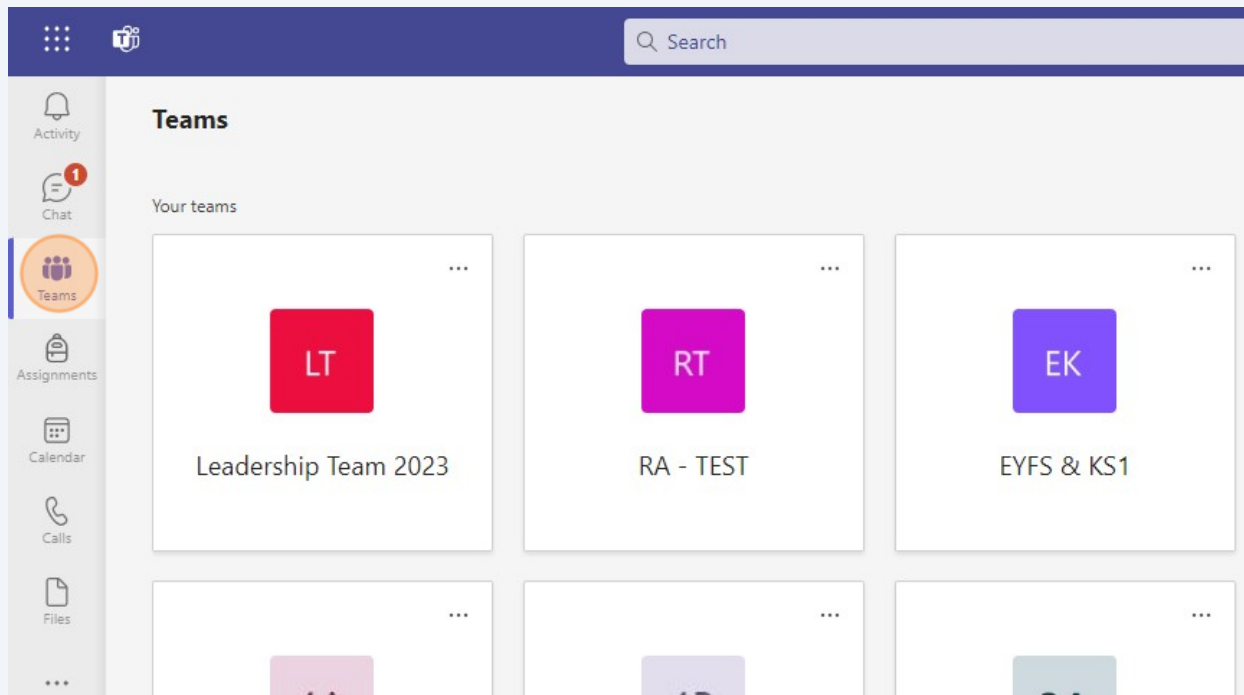 Search
Activity
Teams
1
Chat
Your teams
Teams
LT
RT
EK
Assignments
Leadership Team 2023
RA - TEST
EYFS & KS1
Calendar
Calls
Files